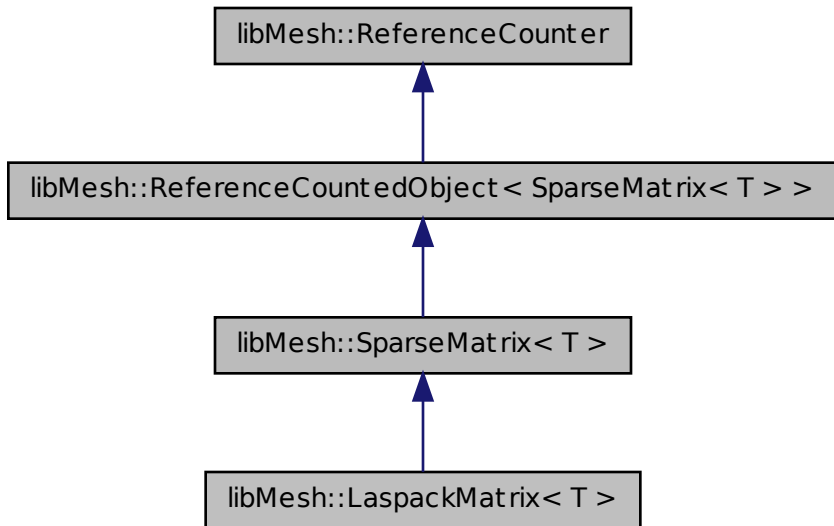 libMesh::ReferenceCounter
libMesh::ReferenceCountedObject< SparseMatrix< T > >
libMesh::SparseMatrix< T >
libMesh::LaspackMatrix< T >